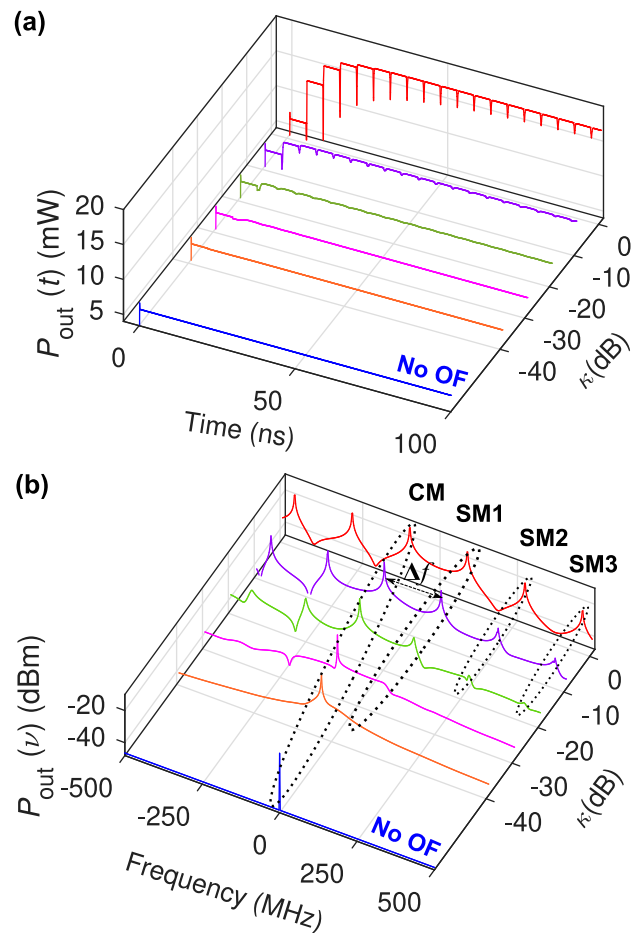 (a)
20
15
10
5
P_out (t) (mW)
0
50
100
Time (ns)
0
-10
-20
-30
-40
κ(dB)
No OF
(b)
CM
SM1
SM2
SM3
Δf
-20
-40
P_out (ν) (dBm)
-500
-250
0
250
500
Frequency (MHz)
0
-10
-20
-30
-40
κ(dB)
No OF